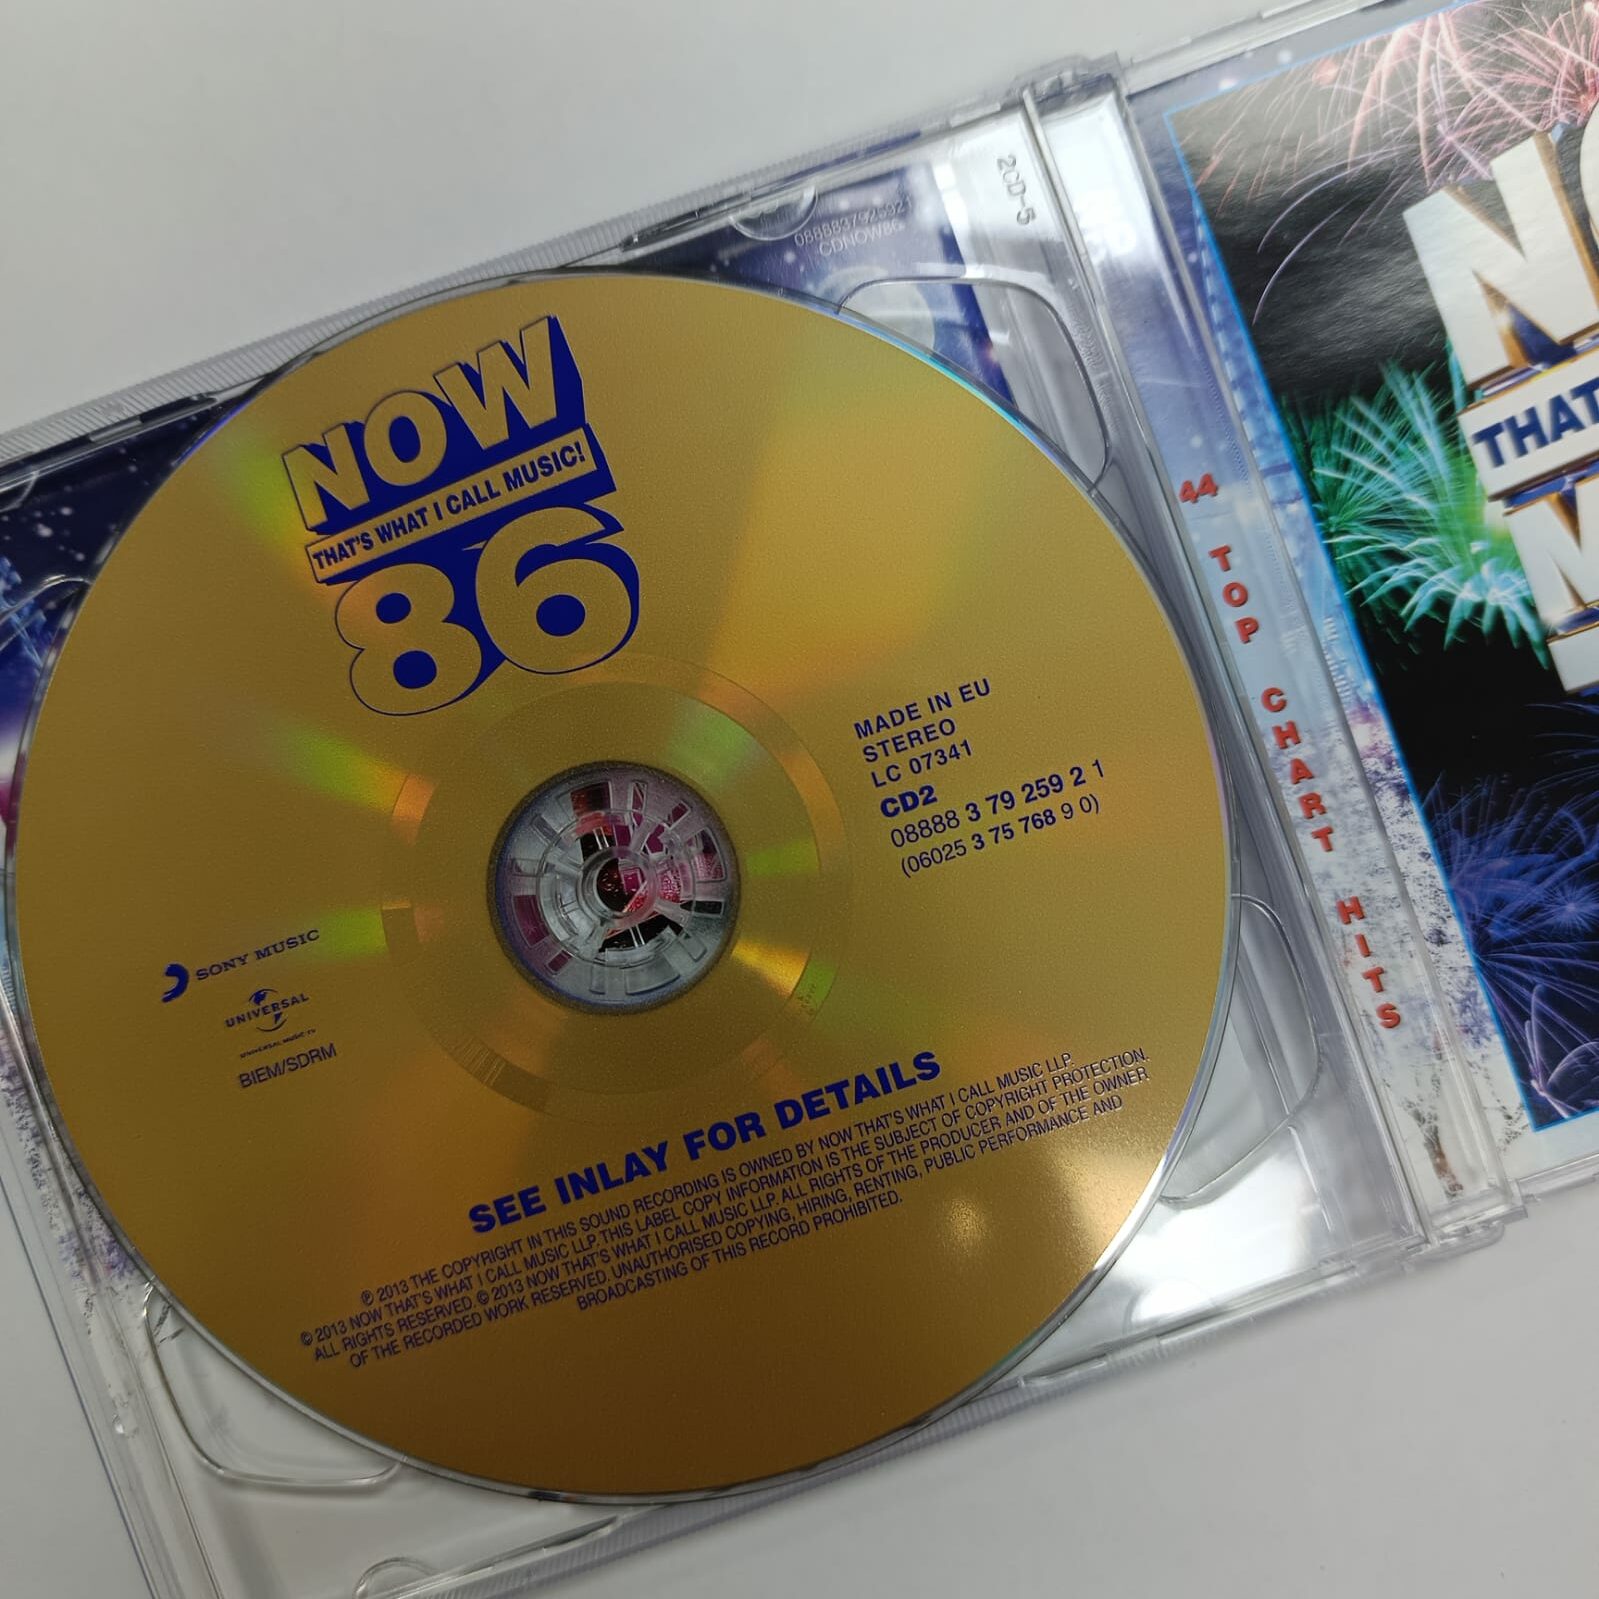 NOW
THAT'S WHAT I CALL MUSIC!
86
MADE IN EU
STEREO
LC 07341
CD2
08888 3 79 259 2 1
(06025 3 75 768 9 0)
SONY MUSIC
UNIVERSAL
UNIVERSAL MUSIC TV
BIEM/SDRM
SEE INLAY FOR DETAILS
℗ 2013 THE COPYRIGHT IN THIS SOUND RECORDING IS OWNED BY NOW THAT'S WHAT I CALL MUSIC LLP.
© 2013 NOW THAT'S WHAT I CALL MUSIC LLP. THIS LABEL COPY INFORMATION IS THE SUBJECT OF COPYRIGHT PROTECTION.
ALL RIGHTS RESERVED. © 2013 NOW THAT'S WHAT I CALL MUSIC LLP. ALL RIGHTS OF THE PRODUCER AND OF THE OWNER
OF THE RECORDED WORK RESERVED. UNAUTHORISED COPYING, HIRING, RENTING, PUBLIC PERFORMANCE AND
BROADCASTING OF THIS RECORD PROHIBITED.
2CD-5
0888837925921
CDNOW86
44 TOP CHART HITS
THAT